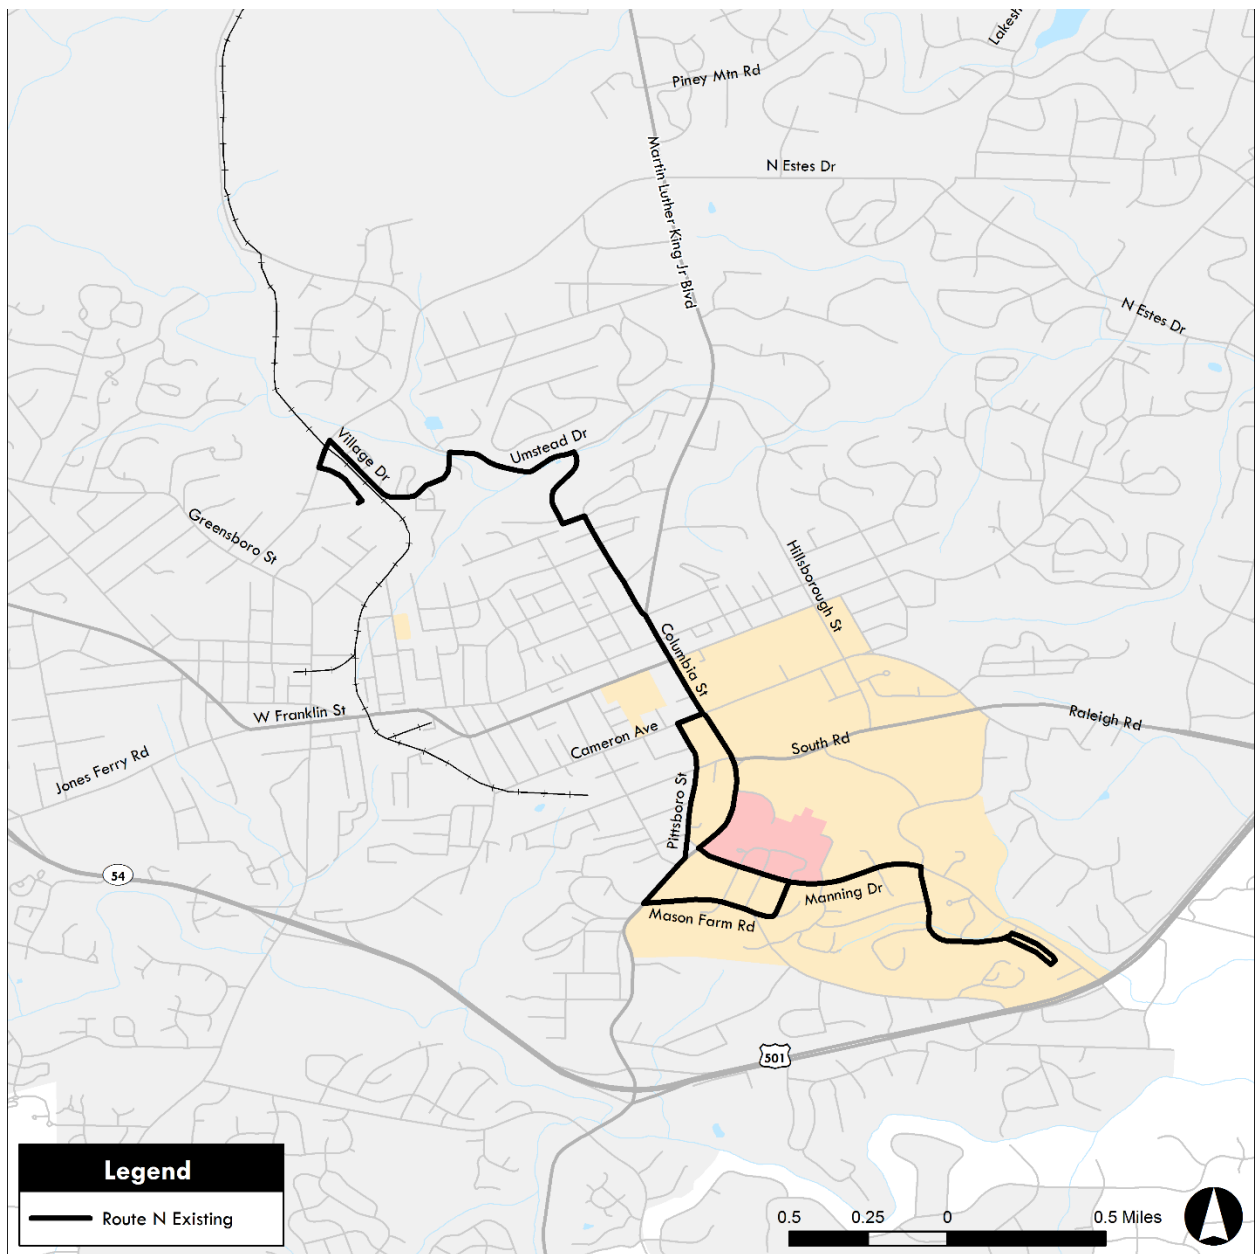 Lakesh
Piney Mtn Rd
Martin Luther King Jr Blvd
N Estes Dr
N Estes Dr
Village Dr
Umstead Dr
Greensboro St
Hillsborough St
Columbia St
W Franklin St
Cameron Ave
South Rd
Raleigh Rd
Jones Ferry Rd
Pittsboro St
54
Manning Dr
Mason Farm Rd
501
Legend
Route N Existing
0.5 0.25 0 0.5 Miles